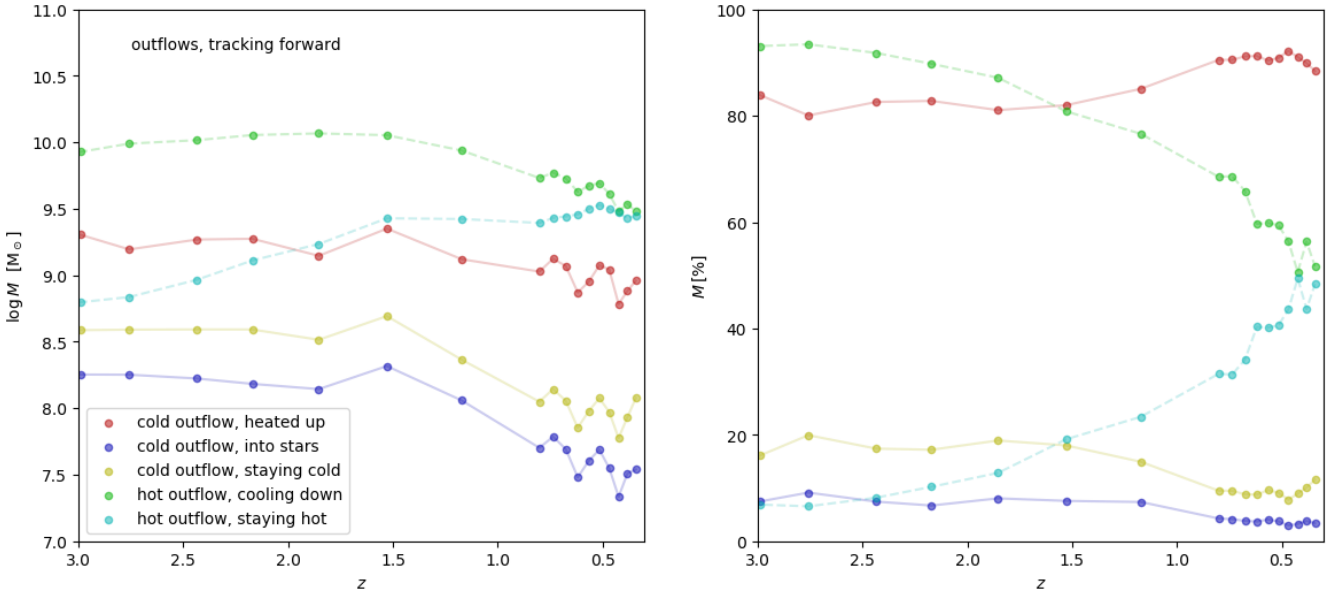 11.0
10.5
10.0
9.5
9.0
8.5
8.0
7.5
7.0
log M [M⊙]
outflows, tracking forward
cold outflow, heated up
cold outflow, into stars
cold outflow, staying cold
hot outflow, cooling down
hot outflow, staying hot
3.0 2.5 2.0 1.5 1.0 0.5
z
100
80
60
40
20
0
M [%]
3.0 2.5 2.0 1.5 1.0 0.5
z